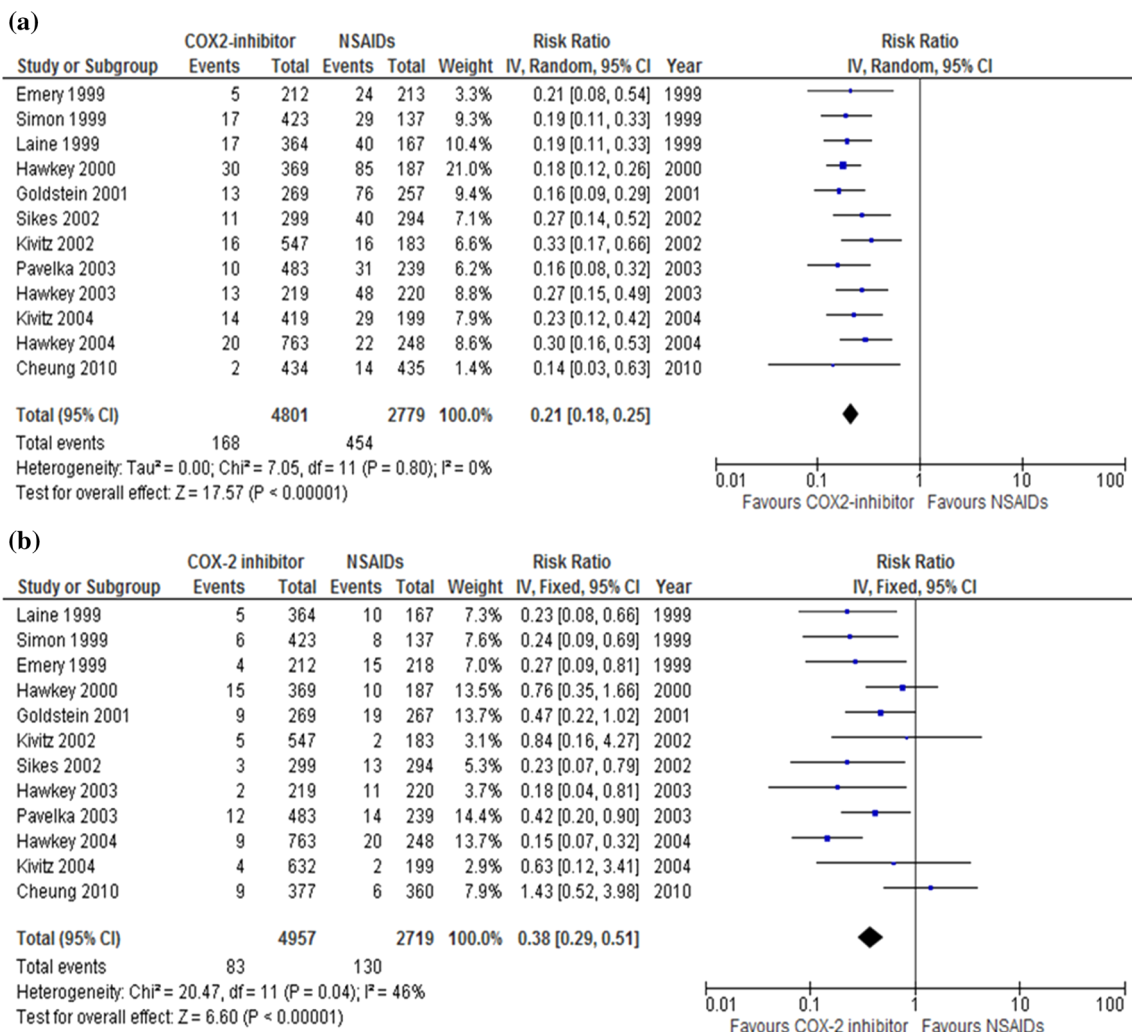 (a)
COX2-inhibitor NSAIDs Risk Ratio Risk Ratio
Study or Subgroup Events Total Events Total Weight IV, Random, 95% CI Year IV, Random, 95% CI
Emery 1999 5 212 24 213 3.3% 0.21 [0.08, 0.54] 1999
Simon 1999 17 423 29 137 9.3% 0.19 [0.11, 0.33] 1999
Laine 1999 17 364 40 167 10.4% 0.19 [0.11, 0.33] 1999
Hawkey 2000 30 369 85 187 21.0% 0.18 [0.12, 0.26] 2000
Goldstein 2001 13 269 76 257 9.4% 0.16 [0.09, 0.29] 2001
Sikes 2002 11 299 40 294 7.1% 0.27 [0.14, 0.52] 2002
Kivitz 2002 16 547 16 183 6.6% 0.33 [0.17, 0.66] 2002
Pavelka 2003 10 483 31 239 6.2% 0.16 [0.08, 0.32] 2003
Hawkey 2003 13 219 48 220 8.8% 0.27 [0.15, 0.49] 2003
Kivitz 2004 14 419 29 199 7.9% 0.23 [0.12, 0.42] 2004
Hawkey 2004 20 763 22 248 8.6% 0.30 [0.16, 0.53] 2004
Cheung 2010 2 434 14 435 1.4% 0.14 [0.03, 0.63] 2010
Total (95% CI) 4801 2779 100.0% 0.21 [0.18, 0.25]
Total events 168 454
Heterogeneity: Tau² = 0.00; Chi² = 7.05, df = 11 (P = 0.80); I² = 0%
Test for overall effect: Z = 17.57 (P < 0.00001)
0.01 0.1 1 10 100
Favours COX2-inhibitor Favours NSAIDs
(b)
COX-2 inhibitor NSAIDs Risk Ratio Risk Ratio
Study or Subgroup Events Total Events Total Weight IV, Fixed, 95% CI Year IV, Fixed, 95% CI
Laine 1999 5 364 10 167 7.3% 0.23 [0.08, 0.66] 1999
Simon 1999 6 423 8 137 7.6% 0.24 [0.09, 0.69] 1999
Emery 1999 4 212 15 218 7.0% 0.27 [0.09, 0.81] 1999
Hawkey 2000 15 369 10 187 13.5% 0.76 [0.35, 1.66] 2000
Goldstein 2001 9 269 19 267 13.7% 0.47 [0.22, 1.02] 2001
Kivitz 2002 5 547 2 183 3.1% 0.84 [0.16, 4.27] 2002
Sikes 2002 3 299 13 294 5.3% 0.23 [0.07, 0.79] 2002
Hawkey 2003 2 219 11 220 3.7% 0.18 [0.04, 0.81] 2003
Pavelka 2003 12 483 14 239 14.4% 0.42 [0.20, 0.90] 2003
Hawkey 2004 9 763 20 248 13.7% 0.15 [0.07, 0.32] 2004
Kivitz 2004 4 632 2 199 2.9% 0.63 [0.12, 3.41] 2004
Cheung 2010 9 377 6 360 7.9% 1.43 [0.52, 3.98] 2010
Total (95% CI) 4957 2719 100.0% 0.38 [0.29, 0.51]
Total events 83 130
Heterogeneity: Chi² = 20.47, df = 11 (P = 0.04); I² = 46%
Test for overall effect: Z = 6.60 (P < 0.00001)
0.01 0.1 1 10 100
Favours COX-2 inhibitor Favours NSAIDs